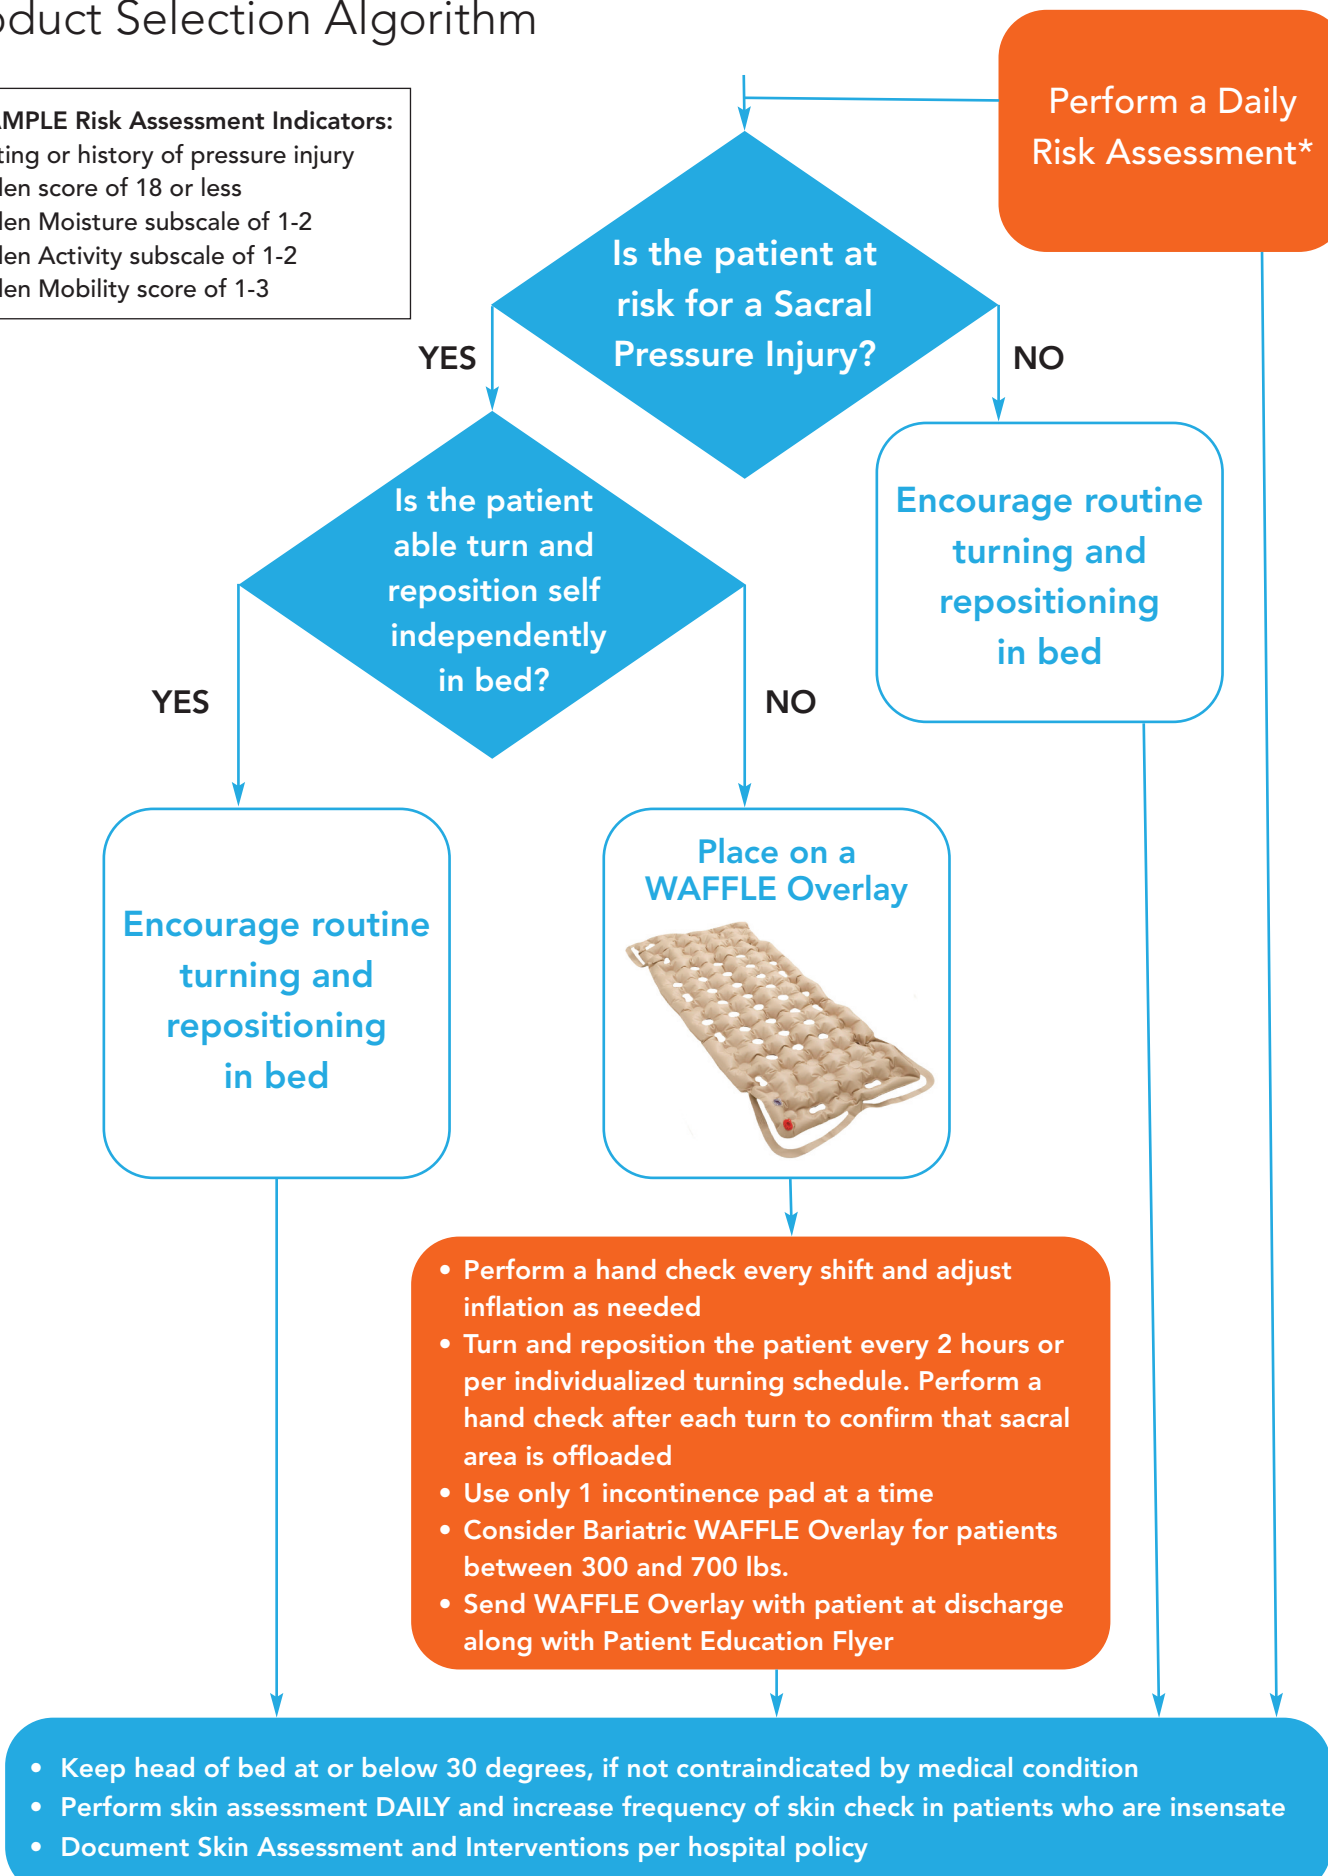 oduct Selection Algorithm
AMPLE Risk Assessment Indicators:
ting or history of pressure injury
den score of 18 or less
den Moisture subscale of 1-2
den Activity subscale of 1-2
den Mobility score of 1-3
Perform a Daily
Risk Assessment*
Is the patient at
risk for a Sacral
Pressure Injury?
YES
NO
Is the patient
able turn and
reposition self
independently
in bed?
Encourage routine
turning and
repositioning
in bed
YES
NO
Encourage routine
turning and
repositioning
in bed
Place on a
WAFFLE Overlay
• Perform a hand check every shift and adjust
inflation as needed
• Turn and reposition the patient every 2 hours or
per individualized turning schedule. Perform a
hand check after each turn to confirm that sacral
area is offloaded
• Use only 1 incontinence pad at a time
• Consider Bariatric WAFFLE Overlay for patients
between 300 and 700 lbs.
• Send WAFFLE Overlay with patient at discharge
along with Patient Education Flyer
• Keep head of bed at or below 30 degrees, if not contraindicated by medical condition
• Perform skin assessment DAILY and increase frequency of skin check in patients who are insensate
• Document Skin Assessment and Interventions per hospital policy